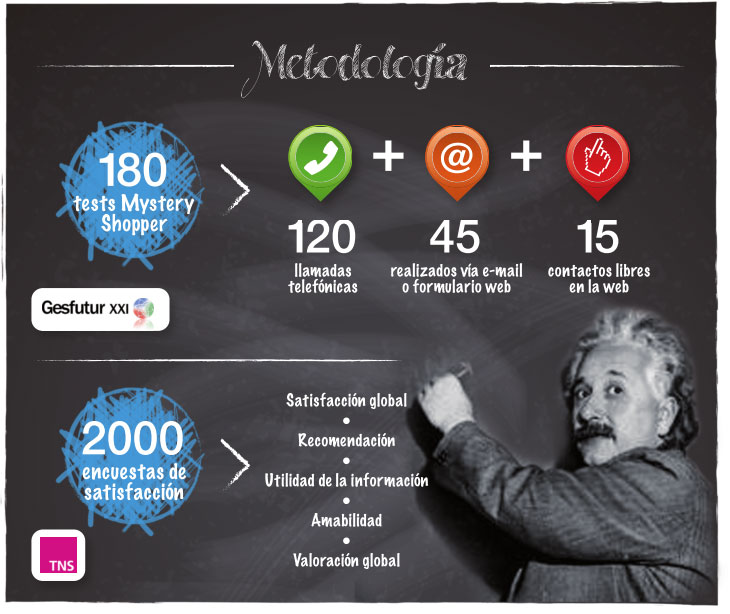 Metodología
180
tests Mystery
Shopper
@
120
llamadas
telefónicas
45
realizados vía e-mail
o formulario web
15
contactos libres
en la web
Gesfutur XXI
2000
encuestas de
satisfacción
Satisfacción global
Recomendación
Utilidad de la información
Amabilidad
Valoración global
TNS